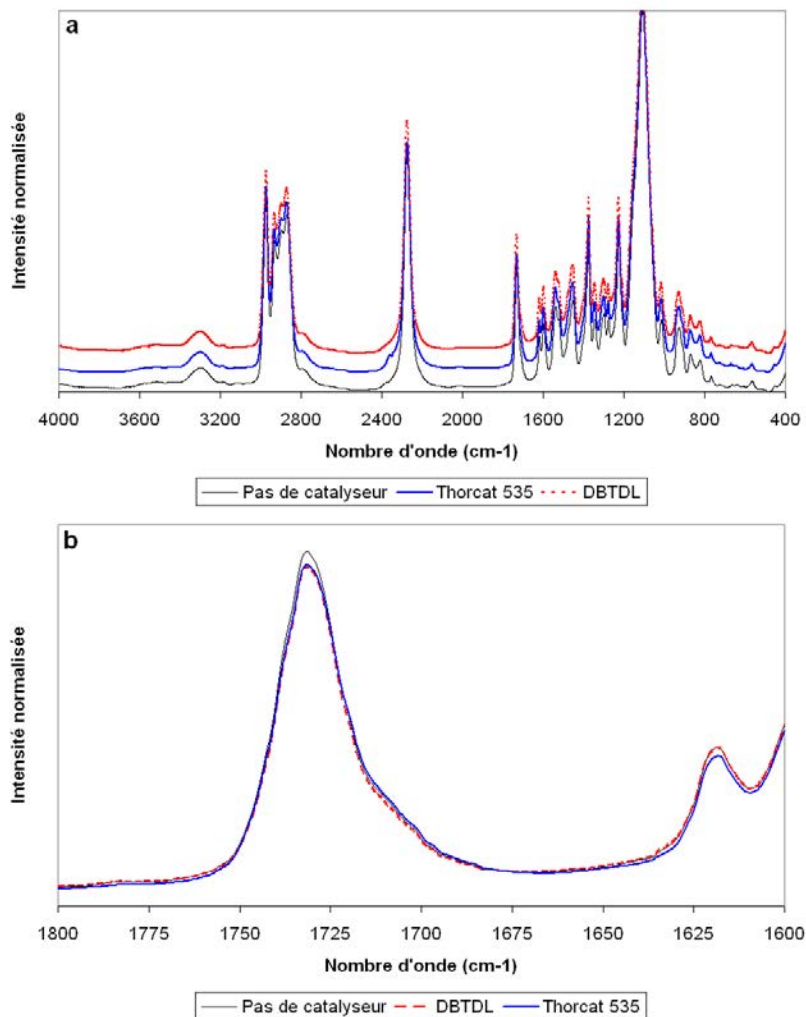 a
Intensité normalisée
4000 3600 3200 2800 2400 2000 1600 1200 800 400
Nombre d'onde (cm-1)
Pas de catalyseur Thorcat 535 DBTDL
b
Intensité normalisée
1800 1775 1750 1725 1700 1675 1650 1625 1600
Nombre d'onde (cm-1)
Pas de catalyseur DBTDL Thorcat 535